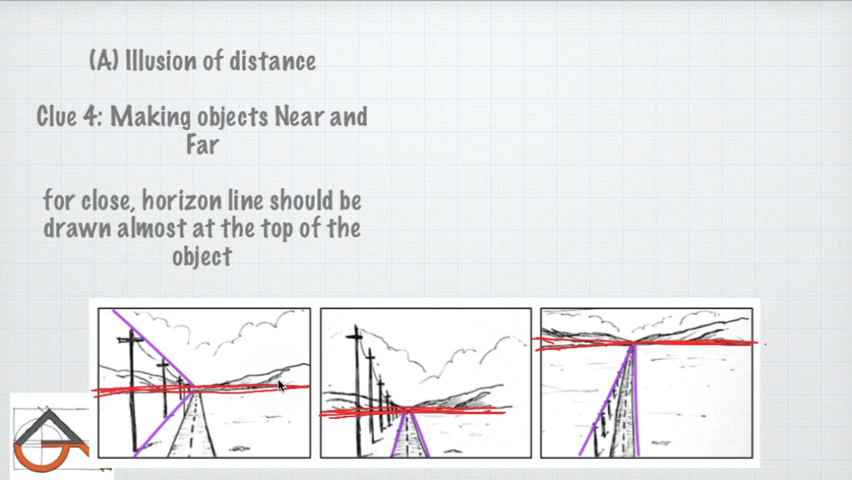 (A) Illusion of distance
Clue 4: Making objects Near and
Far
for close, horizon line should be
drawn almost at the top of the
object